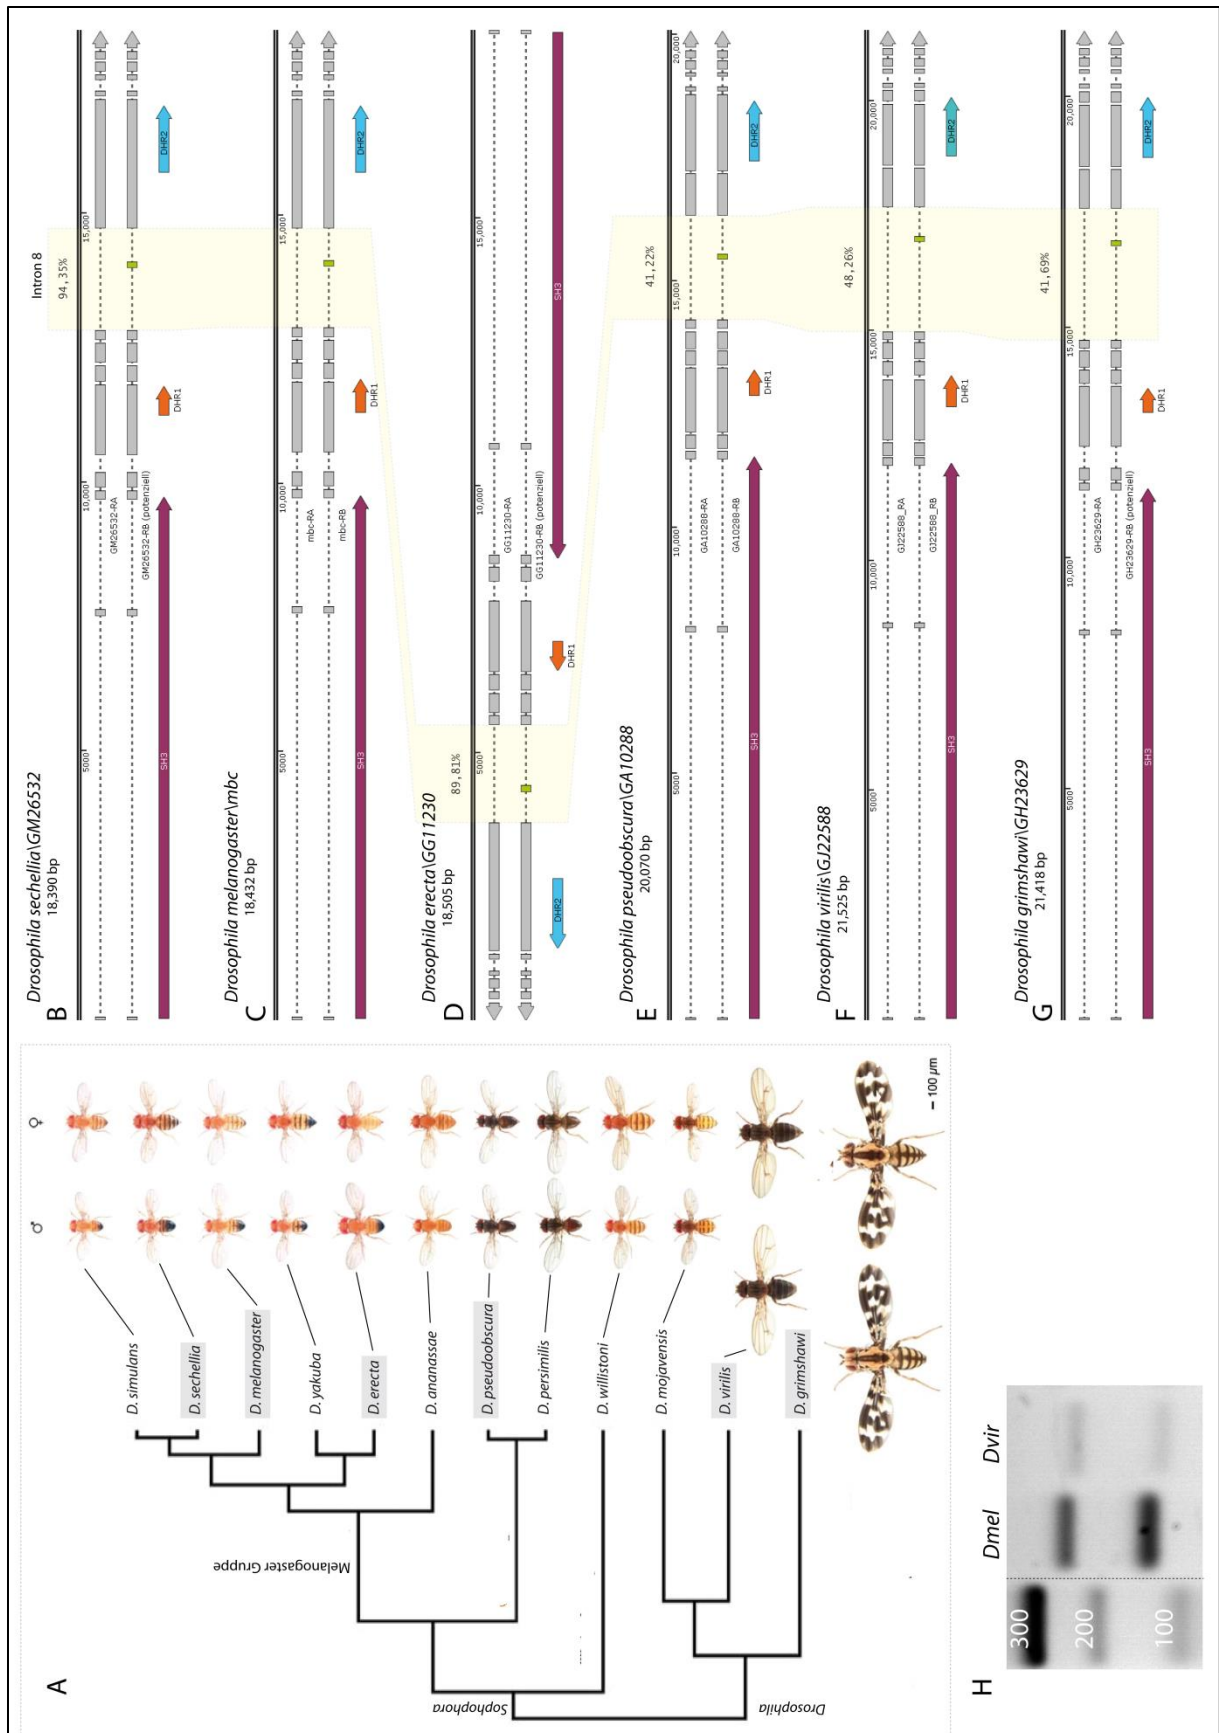 A
♂
♀
D. simulans
D. sechellia
D. melanogaster
D. yakuba
D. erecta
D. ananassae
D. pseudoobscura
D. persimilis
D. willistoni
D. mojavensis
D. virilis
D. grimshawi
Melanogaster Gruppe
Sophophora
Drosophila
100 µm
B
Drosophila sechellia\GM26532
18,390 bp
Intron 8
94,35%
5000
10,000
15,000
GM26532-RA
GM26532-RB (potenziell)
SH3
DHR1
DHR2
C
Drosophila melanogaster\mbc
18,432 bp
5000
10,000
15,000
mbc-RA
mbc-RB
SH3
DHR1
DHR2
D
Drosophila erecta\GG11230
18,505 bp
89,81%
5000
10,000
15,000
GG11230-RA
GG11230-RB (potenziell)
DHR2
DHR1
SH3
E
Drosophila pseudoobscura\GA10288
20,070 bp
41,22%
5000
10,000
15,000
20,000
GA10288-RA
GA10288-RB
SH3
DHR1
DHR2
F
Drosophila virilis\GJ22588
21,525 bp
48,26%
5000
10,000
15,000
20,000
GJ22588_RA
GJ22588_RB
SH3
DHR1
DHR2
G
Drosophila grimshawi\GH23629
21,418 bp
41,69%
5000
10,000
15,000
20,000
GH23629-RA
GH23629-RB (potenziell)
SH3
DHR1
DHR2
H
Dmel
Dvir
300
200
100